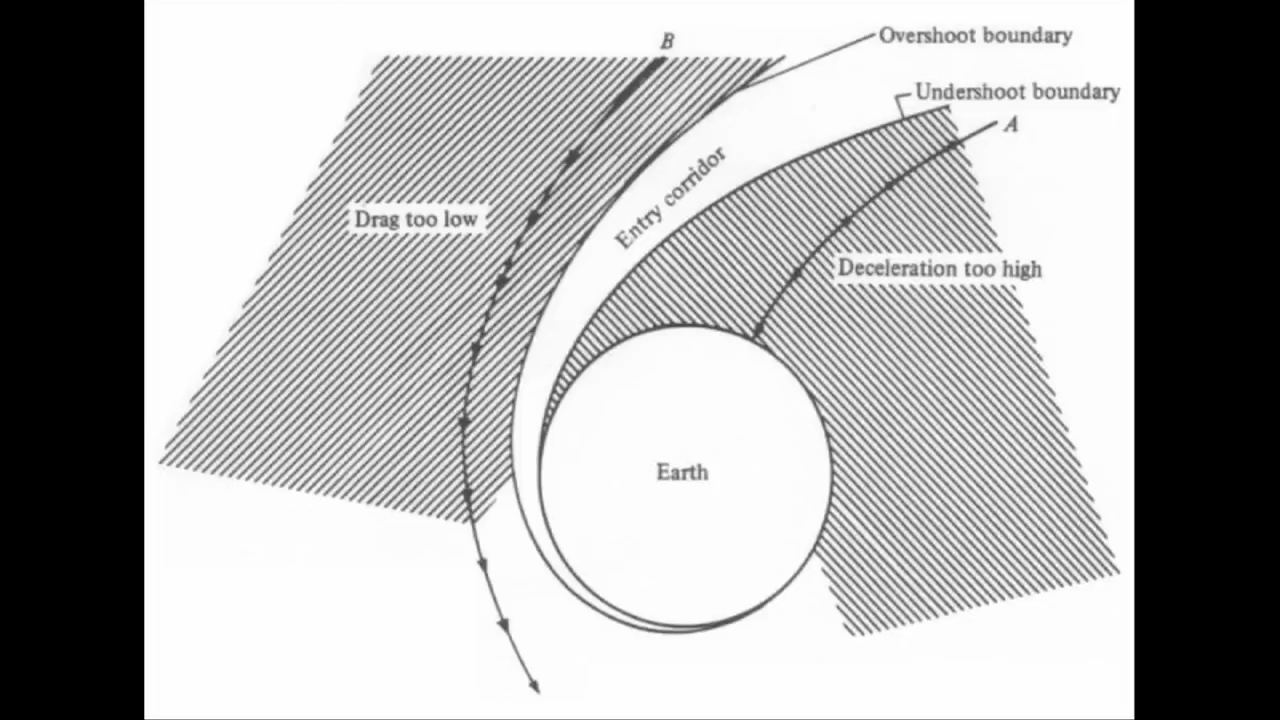 B
Overshoot boundary
Undershoot boundary
A
Entry corridor
Drag too low
Deceleration too high
Earth